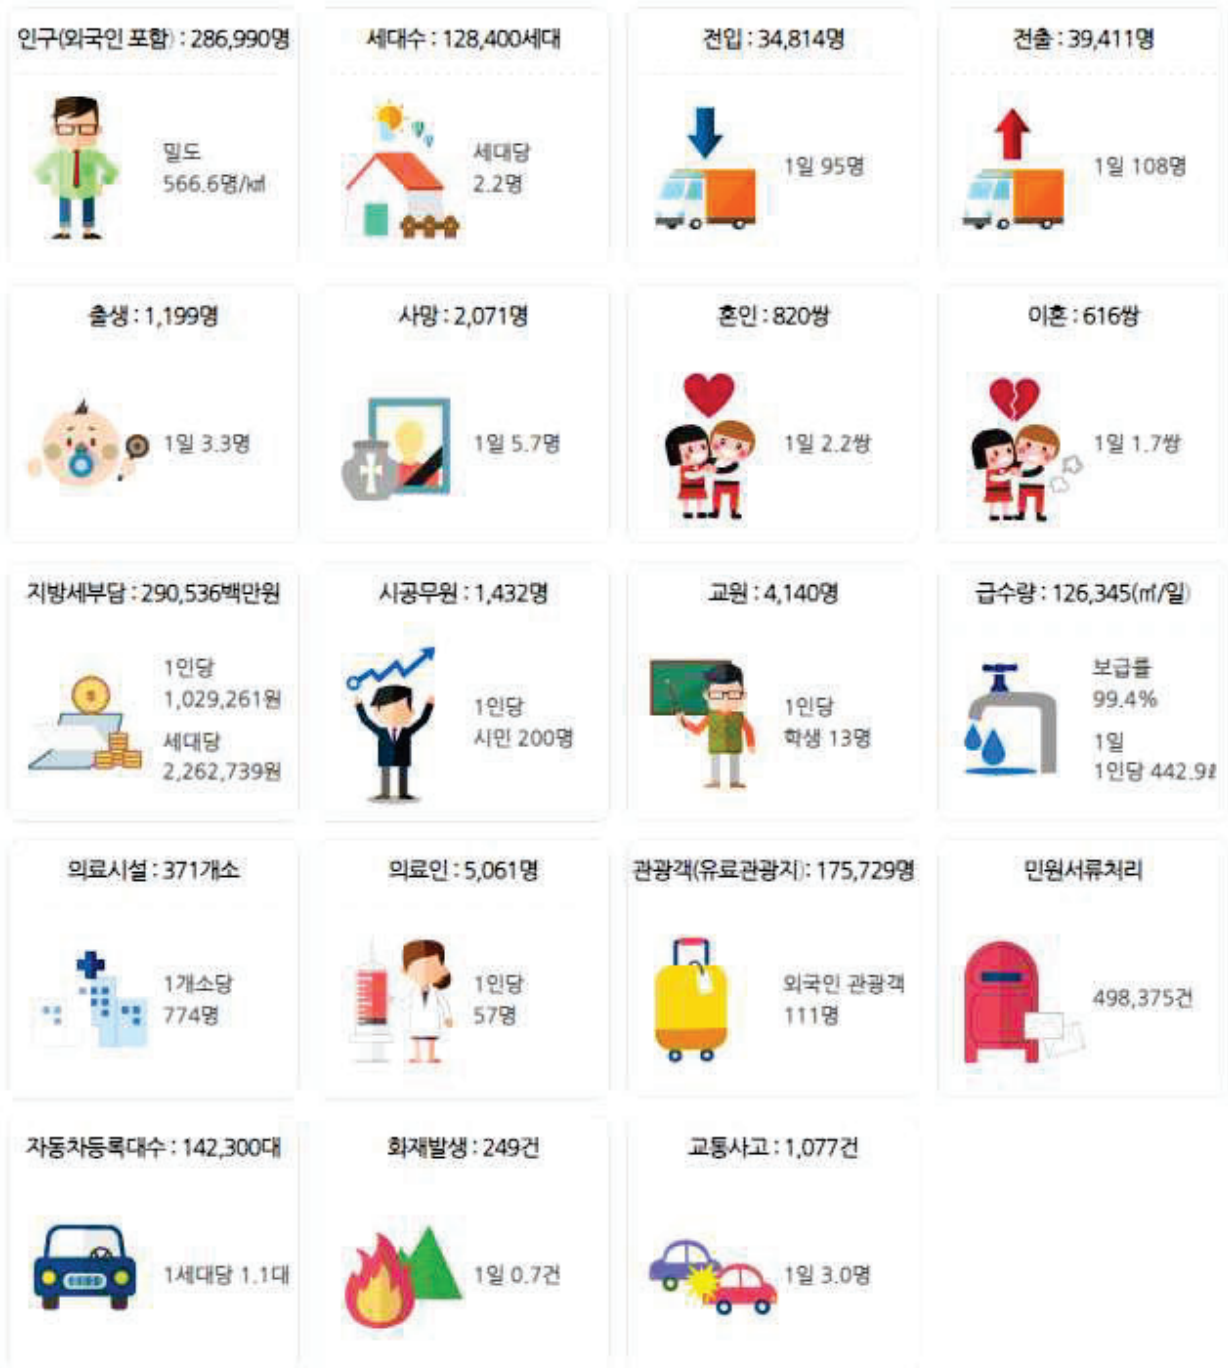 인구(외국인 포함) : 286,990명
밀도
566.6명/㎢
세대수 : 128,400세대
세대당
2.2명
전입 : 34,814명
1일 95명
전출 : 39,411명
1일 108명
출생 : 1,199명
1일 3.3명
사망 : 2,071명
1일 5.7명
혼인 : 820쌍
1일 2.2쌍
이혼 : 616쌍
1일 1.7쌍
지방세부담 : 290,536백만원
1인당
1,029,261원
세대당
2,262,739원
시공무원 : 1,432명
1인당
시민 200명
교원 : 4,140명
1인당
학생 13명
급수량 : 126,345(㎥/일)
보급률
99.4%
1일
1인당 442.9ℓ
의료시설 : 371개소
1개소당
774명
의료인 : 5,061명
1인당
57명
관광객(유료관광지) : 175,729명
외국인 관광객
111명
민원서류처리
498,375건
자동차등록대수 : 142,300대
1세대당 1.1대
화재발생 : 249건
1일 0.7건
교통사고 : 1,077건
1일 3.0명